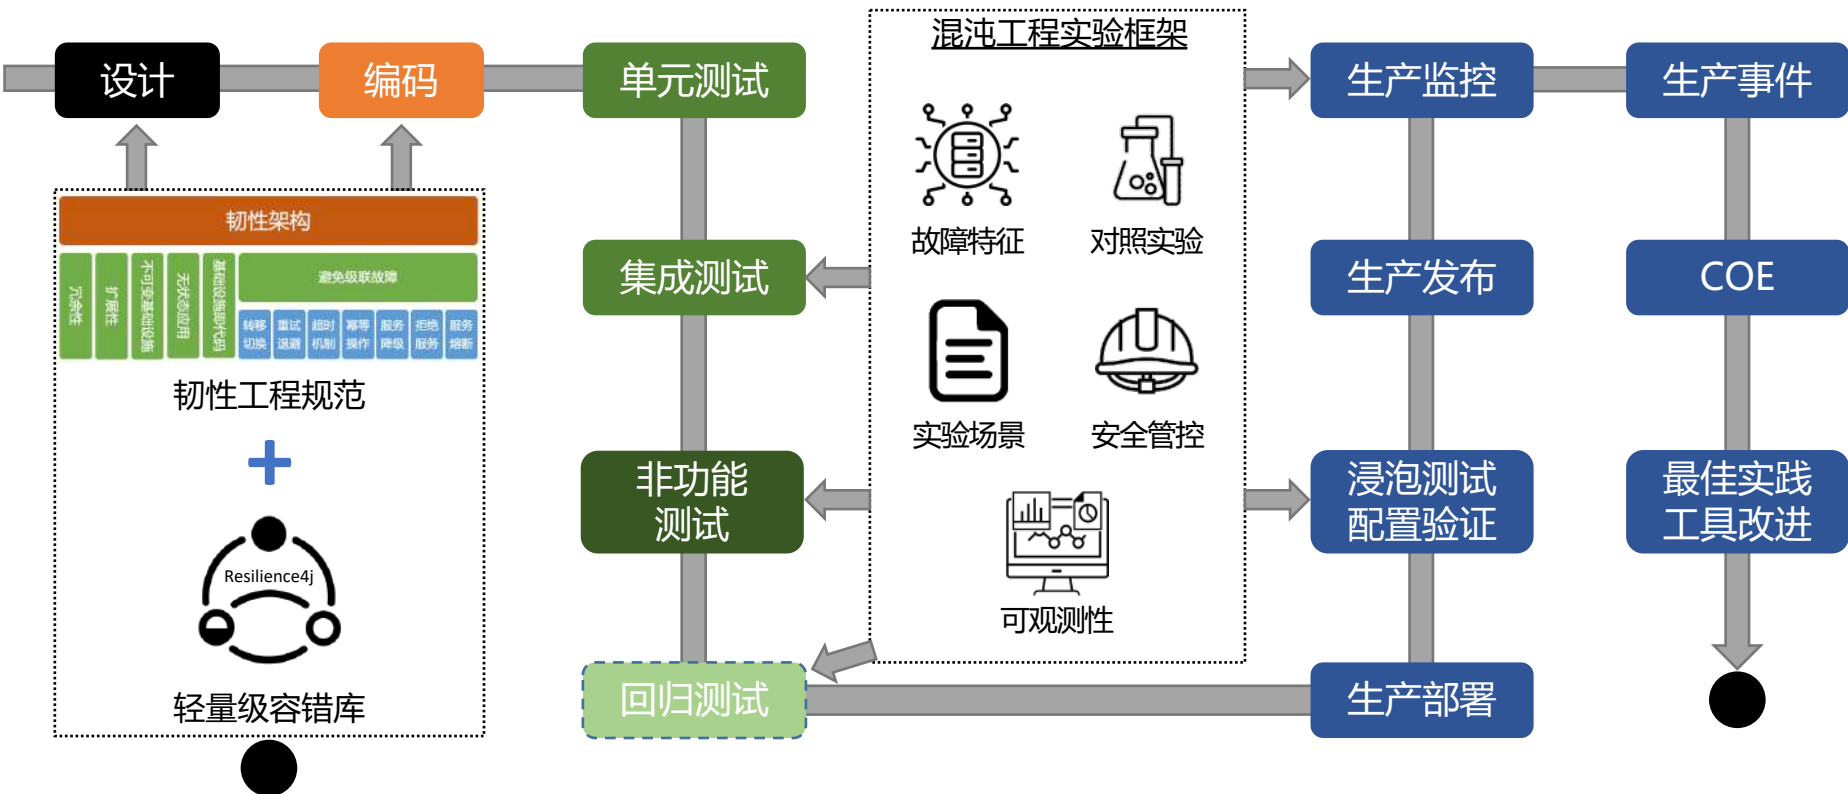 设计
编码
单元测试
混沌工程实验框架
生产监控
生产事件
韧性架构
冗余性
扩展性
不可变基础设施
无状态应用
基础设施即代码
避免级联故障
转移
切换
重试
退避
超时
机制
幂等
操作
服务
降级
拒绝
服务
服务
熔断
韧性工程规范
+
Resilience4j
轻量级容错库
集成测试
非功能
测试
回归测试
故障特征
对照实验
实验场景
安全管控
可观测性
生产发布
浸泡测试
配置验证
生产部署
COE
最佳实践
工具改进